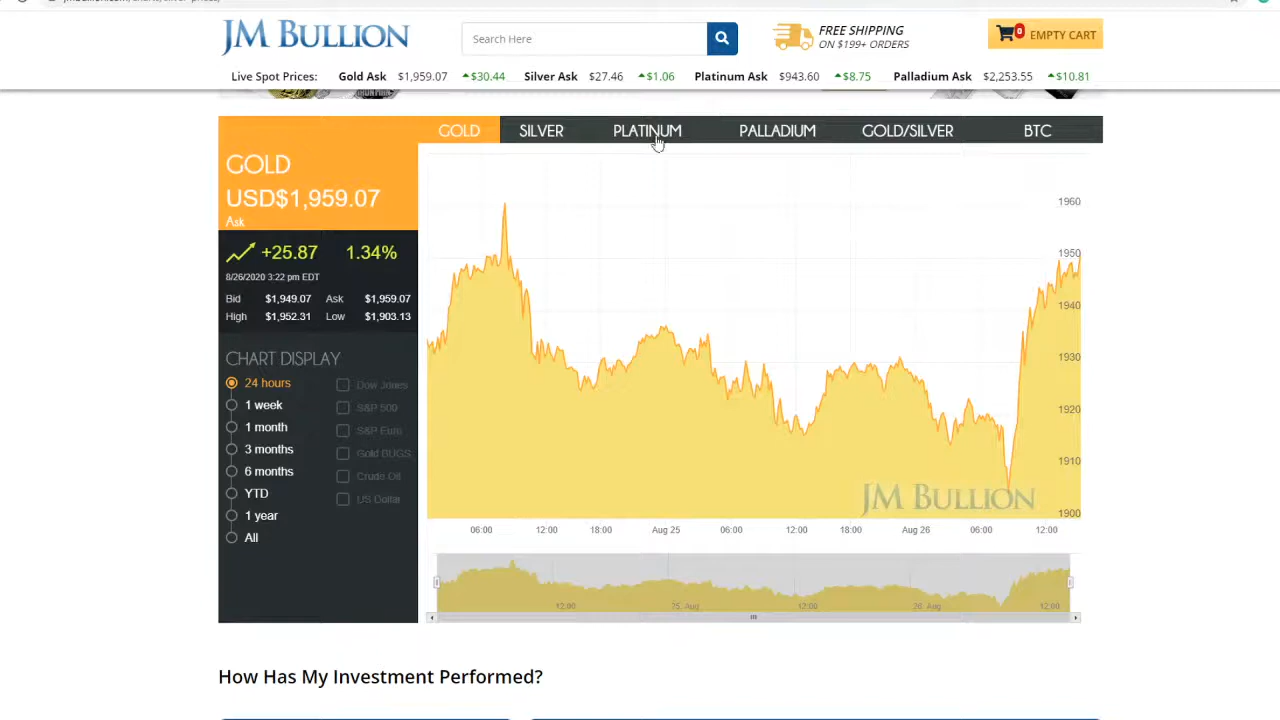 JM BULLION
Search Here
FREE SHIPPING
ON $199+ ORDERS
0
EMPTY CART
Live Spot Prices: Gold Ask $1,959.07 $30.44 Silver Ask $27.46 $1.06 Platinum Ask $943.60 $8.75 Palladium Ask $2,253.55 $10.81
GOLD SILVER PLATINUM PALLADIUM GOLD/SILVER BTC
GOLD
USD$1,959.07
Ask
+25.87 1.34%
8/26/2020 3:22 pm EDT
Bid $1,949.07 Ask $1,959.07
High $1,952.31 Low $1,903.13
CHART DISPLAY
24 hours
1 week
1 month
3 months
6 months
YTD
1 year
All
Dow Jones
S&P 500
S&P Euro
Gold BUGS
Crude Oil
US Dollar
1960
1950
1940
1930
1920
1910
1900
JM BULLION
06:00 12:00 18:00 Aug 25 06:00 12:00 18:00 Aug 26 06:00 12:00
12:00 25. Aug 12:00 26. Aug 12:00
How Has My Investment Performed?